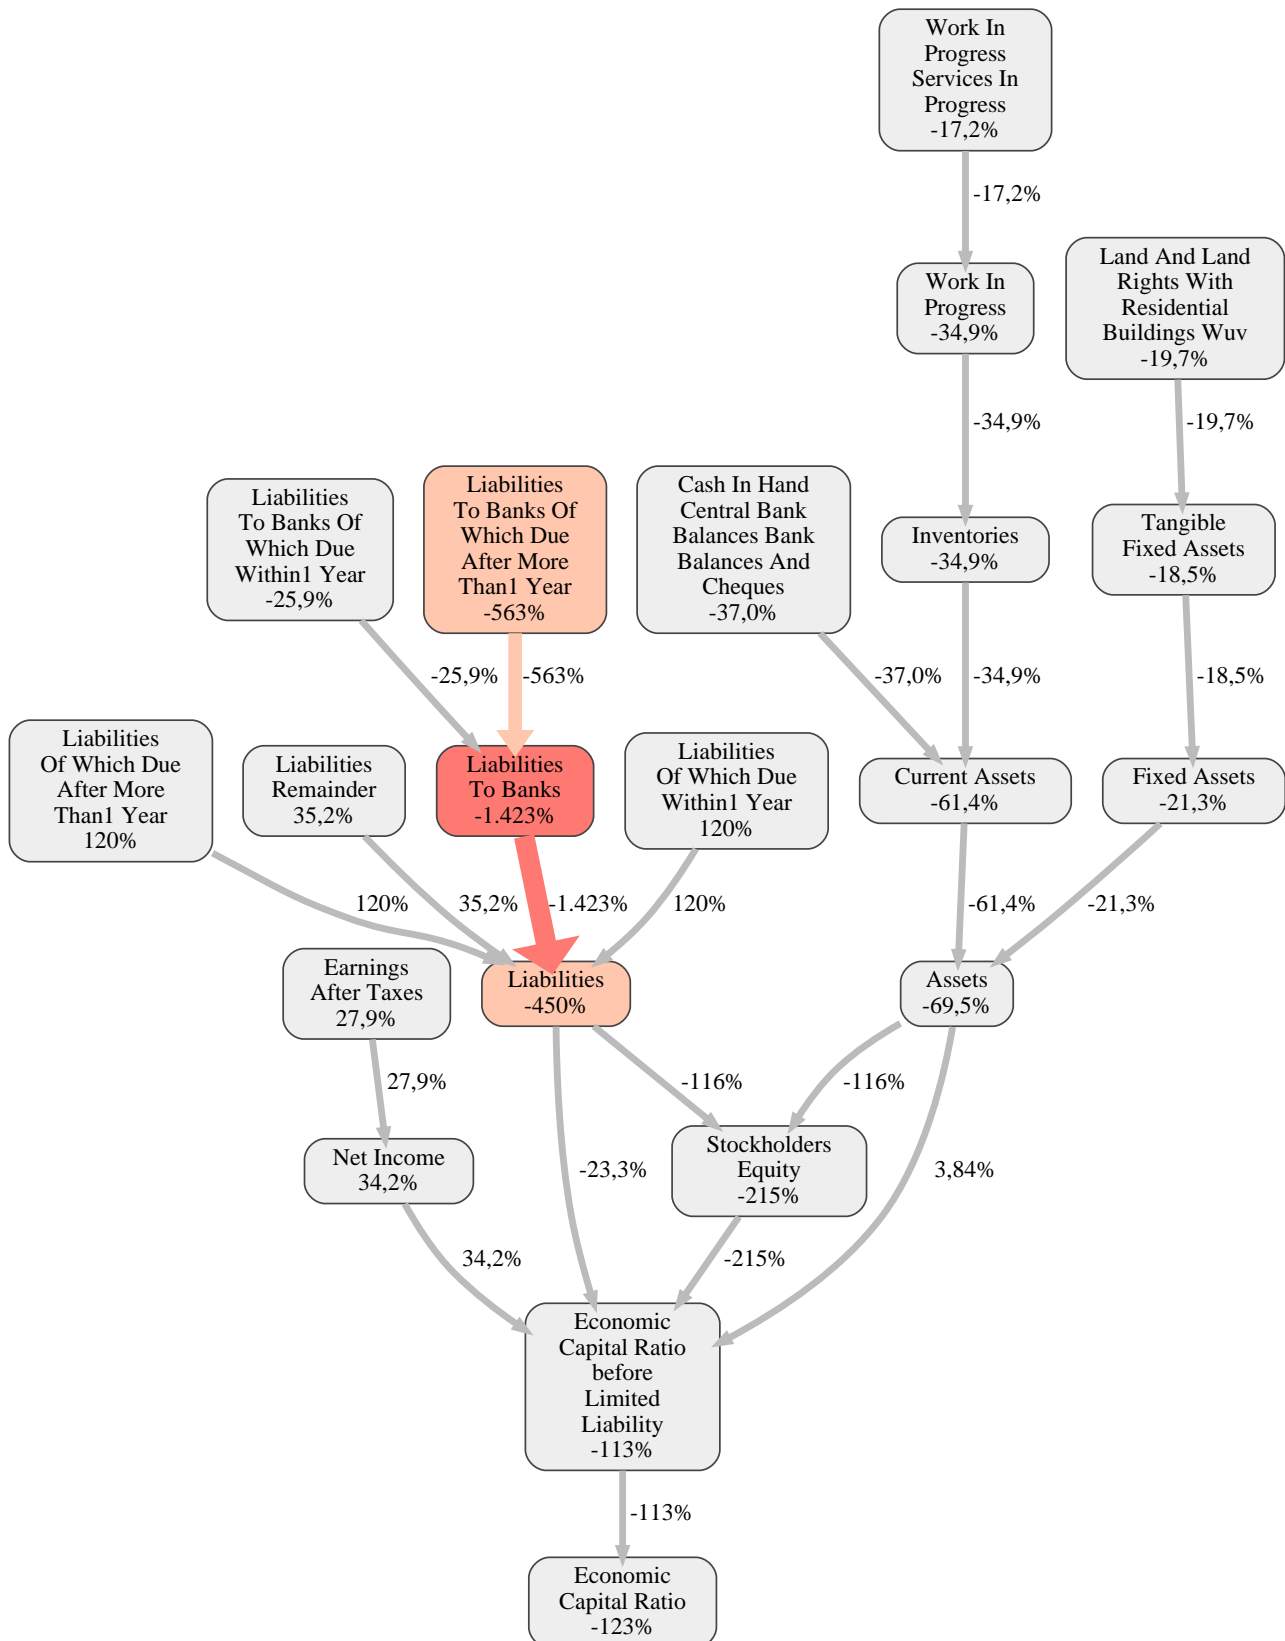 Work In
Progress
Services In
Progress
-17,2%
-17,2%
Work In
Progress
-34,9%
Land And Land
Rights With
Residential
Buildings Wuv
-19,7%
-34,9%
-19,7%
Liabilities
To Banks Of
Which Due
Within1 Year
-25,9%
Liabilities
To Banks Of
Which Due
After More
Than1 Year
-563%
Cash In Hand
Central Bank
Balances Bank
Balances And
Cheques
-37,0%
Inventories
-34,9%
Tangible
Fixed Assets
-18,5%
-25,9%
-563%
-37,0%
-34,9%
-18,5%
Liabilities
Of Which Due
After More
Than1 Year
120%
Liabilities
Remainder
35,2%
Liabilities
To Banks
-1.423%
Liabilities
Of Which Due
Within1 Year
120%
Current Assets
-61,4%
Fixed Assets
-21,3%
120%
35,2%
-1.423%
120%
-61,4%
-21,3%
Earnings
After Taxes
27,9%
Liabilities
-450%
Assets
-69,5%
27,9%
-116%
-116%
Net Income
34,2%
-23,3%
Stockholders
Equity
-215%
3,84%
34,2%
-215%
Economic
Capital Ratio
before
Limited
Liability
-113%
-113%
Economic
Capital Ratio
-123%